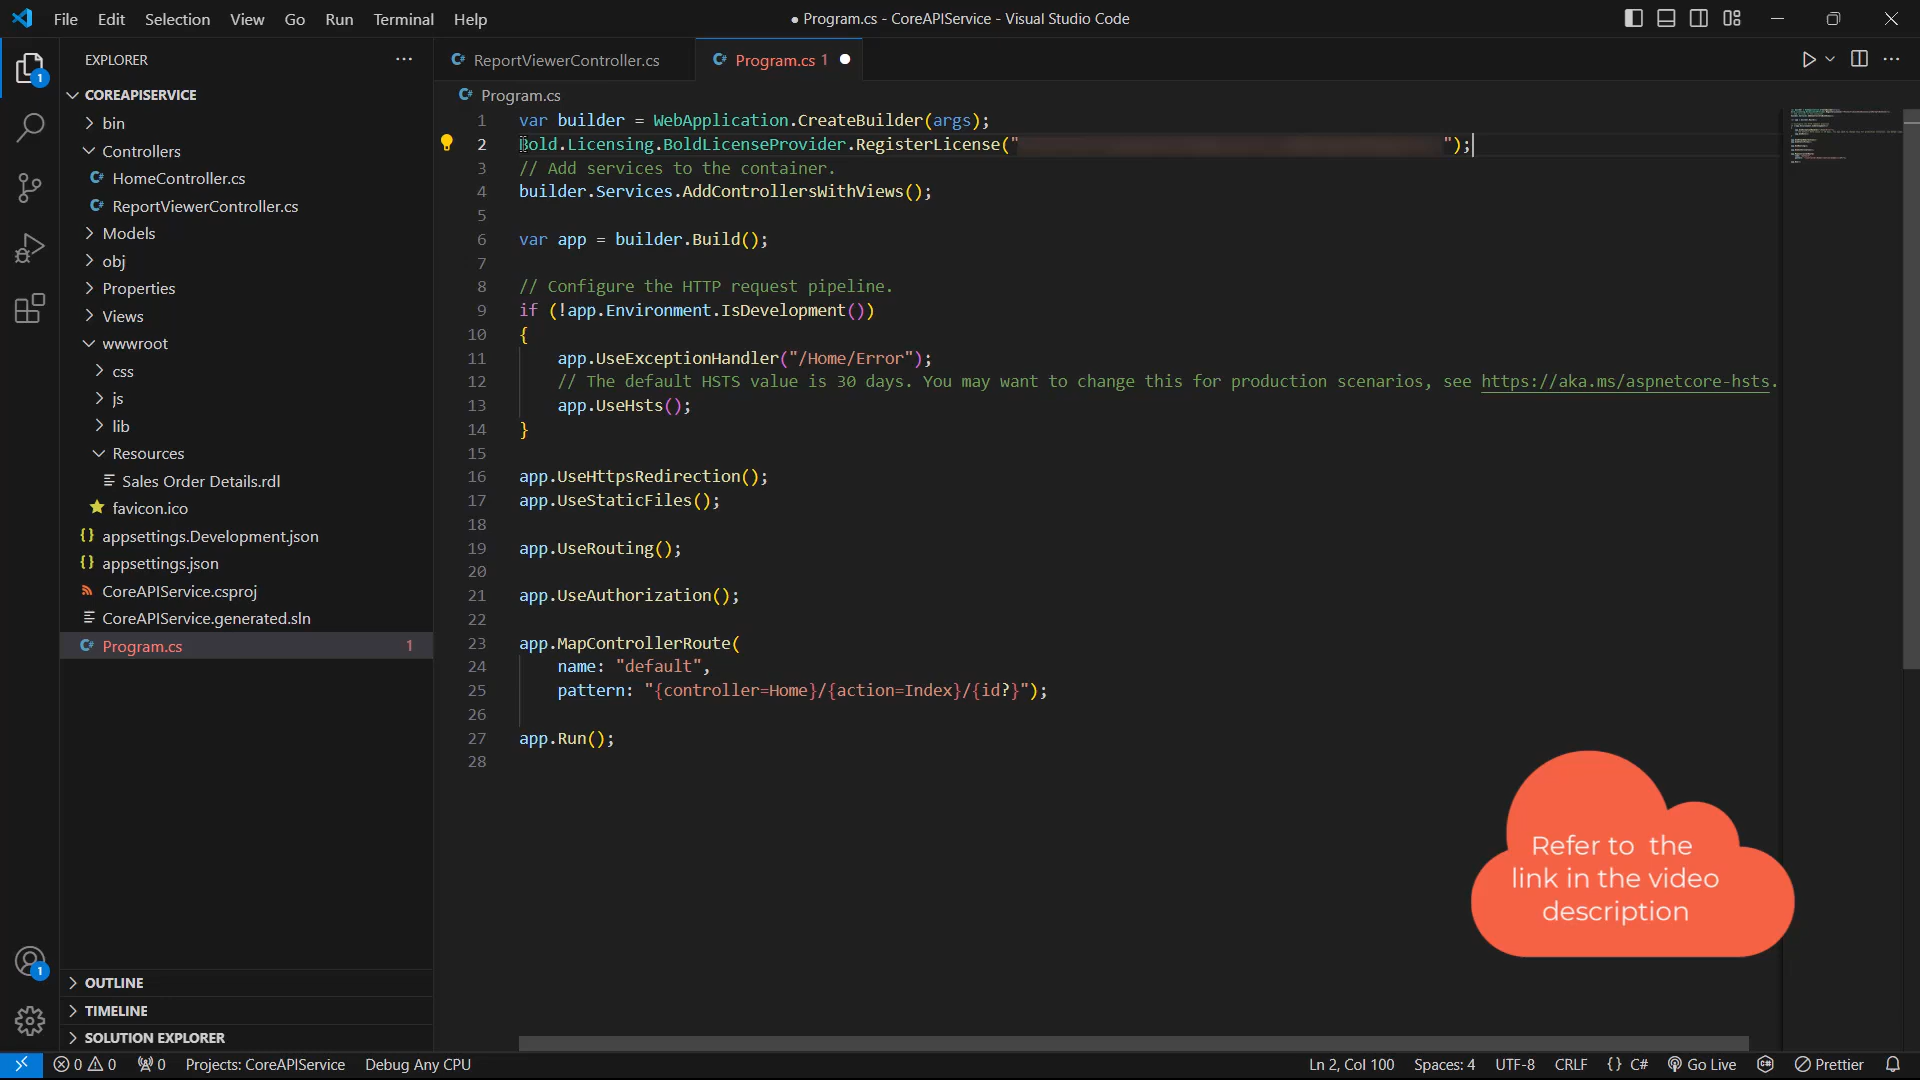 File Edit Selection View Go Run Terminal Help
● Program.cs - CoreAPIService - Visual Studio Code
EXPLORER
COREAPISERVICE
bin
Controllers
HomeController.cs
ReportViewerController.cs
Models
obj
Properties
Views
wwwroot
css
js
lib
Resources
Sales Order Details.rdl
favicon.ico
appsettings.Development.json
appsettings.json
CoreAPIService.csproj
CoreAPIService.generated.sln
Program.cs 1
OUTLINE
TIMELINE
SOLUTION EXPLORER
1
1
ReportViewerController.cs
Program.cs 1
Program.cs
1 var builder = WebApplication.CreateBuilder(args);
2 Bold.Licensing.BoldLicenseProvider.RegisterLicense(" ");
3 // Add services to the container.
4 builder.Services.AddControllersWithViews();
5
6 var app = builder.Build();
7
8 // Configure the HTTP request pipeline.
9 if (!app.Environment.IsDevelopment())
10 {
11 app.UseExceptionHandler("/Home/Error");
12 // The default HSTS value is 30 days. You may want to change this for production scenarios, see https://aka.ms/aspnetcore-hsts.
13 app.UseHsts();
14 }
15
16 app.UseHttpsRedirection();
17 app.UseStaticFiles();
18
19 app.UseRouting();
20
21 app.UseAuthorization();
22
23 app.MapControllerRoute(
24 name: "default",
25 pattern: "{controller=Home}/{action=Index}/{id?}");
26
27 app.Run();
28
Refer to the
link in the video
description
0 0 0 Projects: CoreAPIService Debug Any CPU
Ln 2, Col 100 Spaces: 4 UTF-8 CRLF {} C# Go Live Prettier